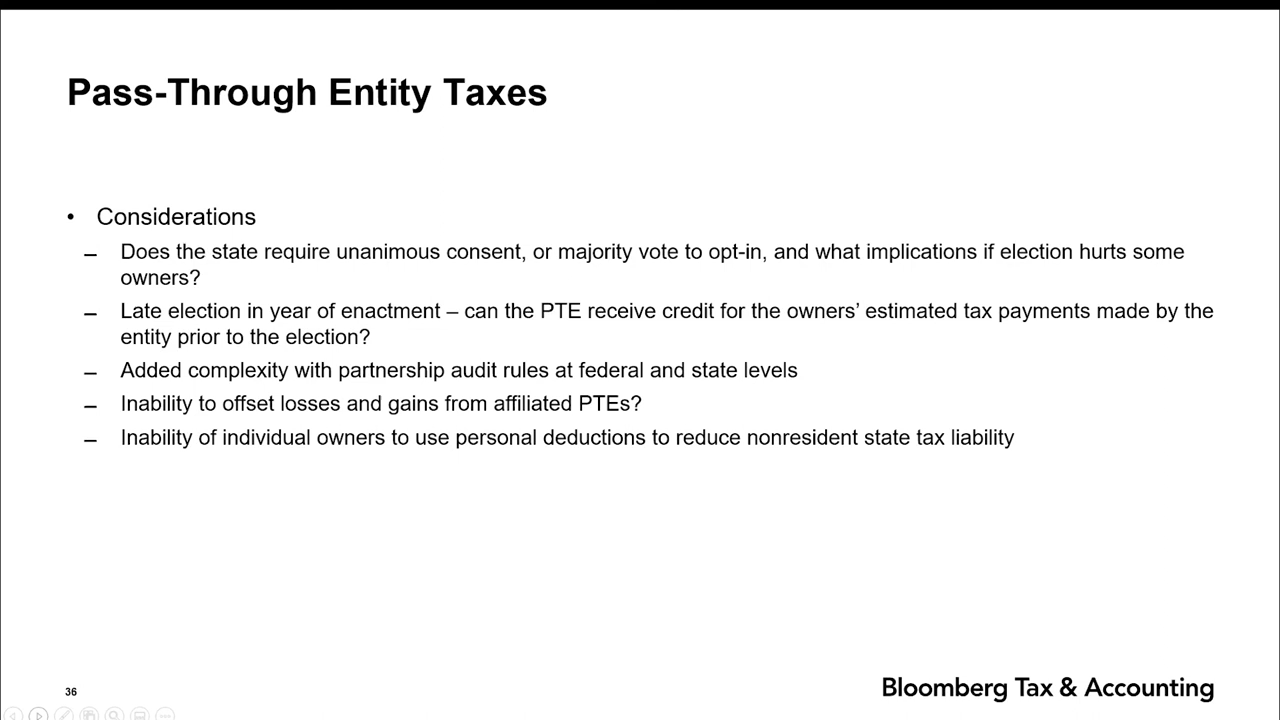 Pass-Through Entity Taxes
• Considerations
– Does the state require unanimous consent, or majority vote to opt-in, and what implications if election hurts some
owners?
– Late election in year of enactment – can the PTE receive credit for the owners’ estimated tax payments made by the
entity prior to the election?
– Added complexity with partnership audit rules at federal and state levels
– Inability to offset losses and gains from affiliated PTEs?
– Inability of individual owners to use personal deductions to reduce nonresident state tax liability
36
Bloomberg Tax & Accounting